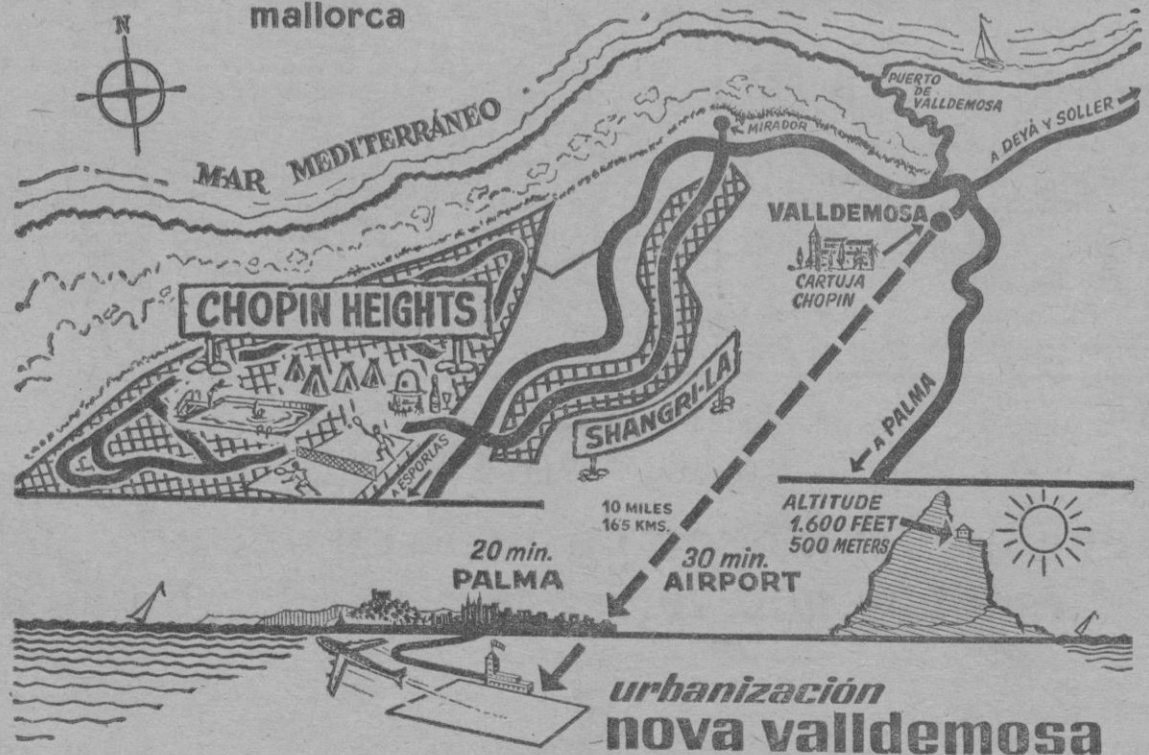 mallorca
N
MAR MEDITERRÁNEO
PUERTO
DE
VALLDEMOSA
MIRADOR
A DEYÁ Y SOLLER
VALLDEMOSA
CARTUJA
CHOPIN
CHOPIN HEIGHTS
SHANGRI-LA
A ESPORLAS
A PALMA
10 MILES
16'5 KMS.
ALTITUDE
1.600 FEET
500 METERS
20 min.
PALMA
30 min.
AIRPORT
urbanización
nova valldemosa